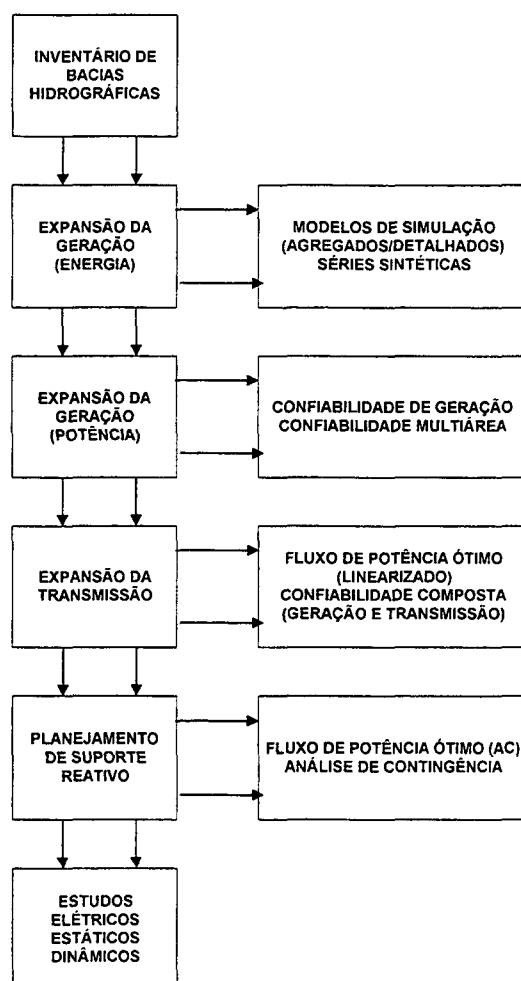 INVENTÁRIO DE
BACIAS
HIDROGRÁFICAS
EXPANSÃO DA
GERAÇÃO
(ENERGIA)
MODELOS DE SIMULAÇÃO
(AGREGADOS/DETALHADOS)
SÉRIES SINTÉTICAS
EXPANSÃO DA
GERAÇÃO
(POTÊNCIA)
CONFIABILIDADE DE GERAÇÃO
CONFIABILIDADE MULTIÁREA
EXPANSÃO DA
TRANSMISSÃO
FLUXO DE POTÊNCIA ÓTIMO
(LINEARIZADO)
CONFIABILIDADE COMPOSTA
(GERAÇÃO E TRANSMISSÃO)
PLANEJAMENTO
DE SUPORTE
REATIVO
FLUXO DE POTÊNCIA ÓTIMO (AC)
ANÁLISE DE CONTINGÊNCIA
ESTUDOS
ELÉTRICOS
ESTÁTICOS
DINÂMICOS